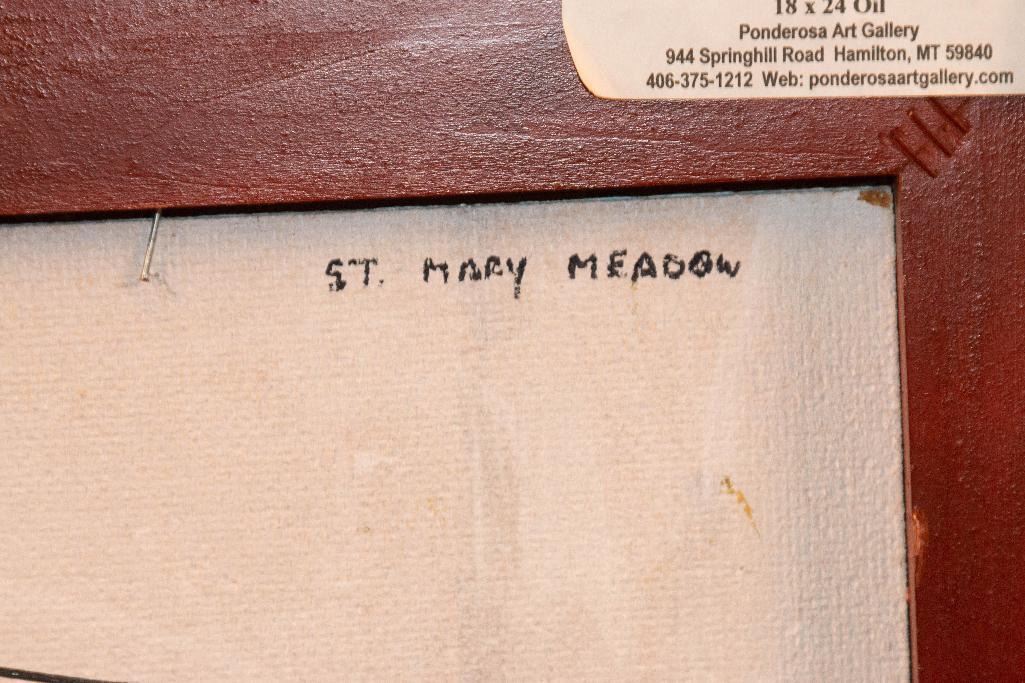 18 x 24 Oil
Ponderosa Art Gallery
944 Springhill Road Hamilton, MT 59840
406-375-1212 Web: ponderosaartgallery.com
ST. MARY MEADOW